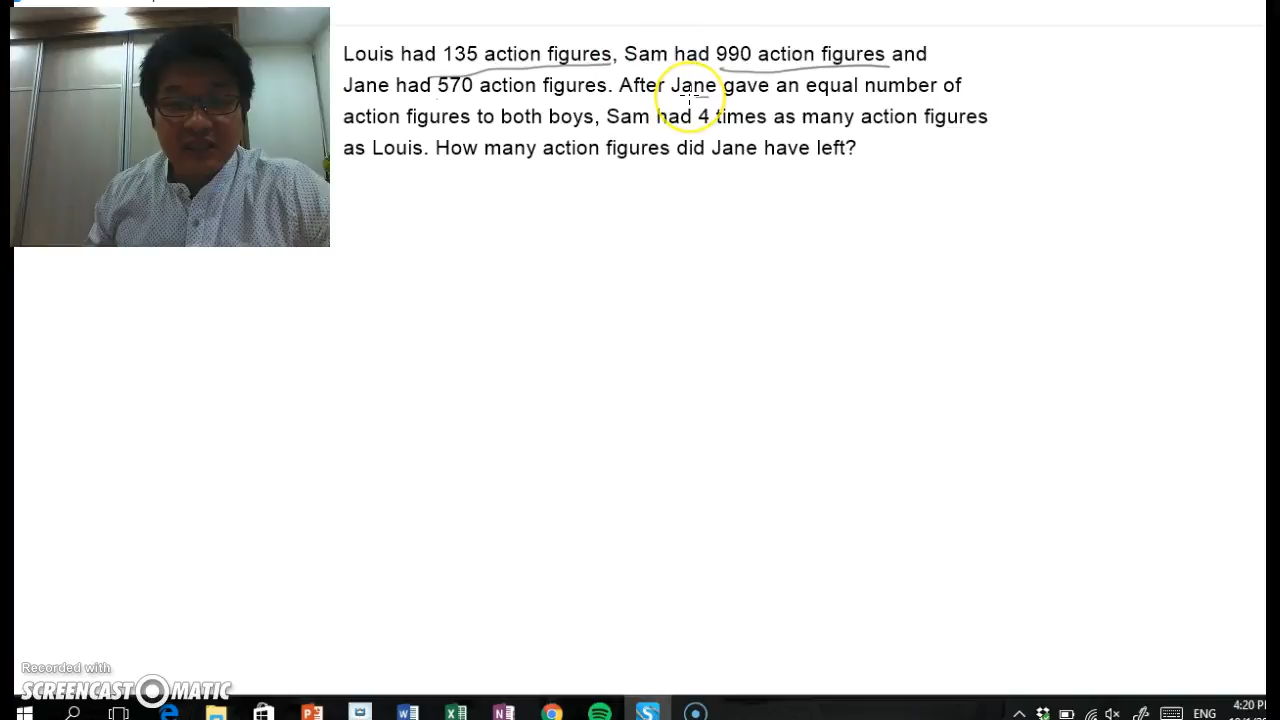 Louis had 135 action figures, Sam had 990 action figures and
Jane had 570 action figures. After Jane gave an equal number of
action figures to both boys, Sam had 4 times as many action figures
as Louis. How many action figures did Jane have left?
Recorded with
SCREENCAST-O-MATIC
ENG
4:20 P